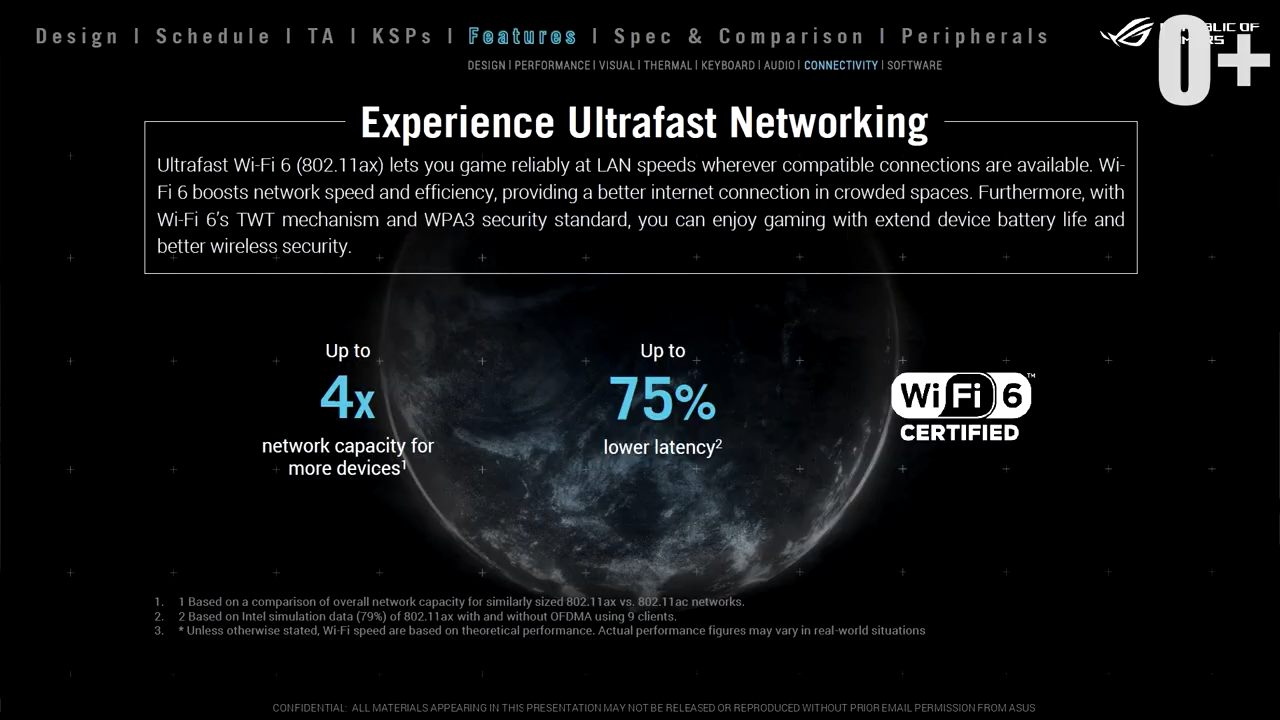 Design | Schedule | TA | KSPs | Features | Spec & Comparison | Peripherals
0+
DESIGN | PERFORMANCE | VISUAL | THERMAL | KEYBOARD | AUDIO | CONNECTIVITY | SOFTWARE
Experience Ultrafast Networking
Ultrafast Wi-Fi 6 (802.11ax) lets you game reliably at LAN speeds wherever compatible connections are available. Wi-
Fi 6 boosts network speed and efficiency, providing a better internet connection in crowded spaces. Furthermore, with
Wi-Fi 6's TWT mechanism and WPA3 security standard, you can enjoy gaming with extend device battery life and
better wireless security.
Up to
4x
network capacity for
more devices1
Up to
75%
lower latency2
Wi Fi 6 ™
CERTIFIED
1. 1 Based on a comparison of overall network capacity for similarly sized 802.11ax vs. 802.11ac networks.
2. 2 Based on Intel simulation data (79%) of 802.11ax with and without OFDMA using 9 clients.
3. * Unless otherwise stated, Wi-Fi speed are based on theoretical performance. Actual performance figures may vary in real-world situations
CONFIDENTIAL: ALL MATERIALS APPEARING IN THIS PRESENTATION MAY NOT BE RELEASED OR REPRODUCED WITHOUT PRIOR EMAIL PERMISSION FROM ASUS